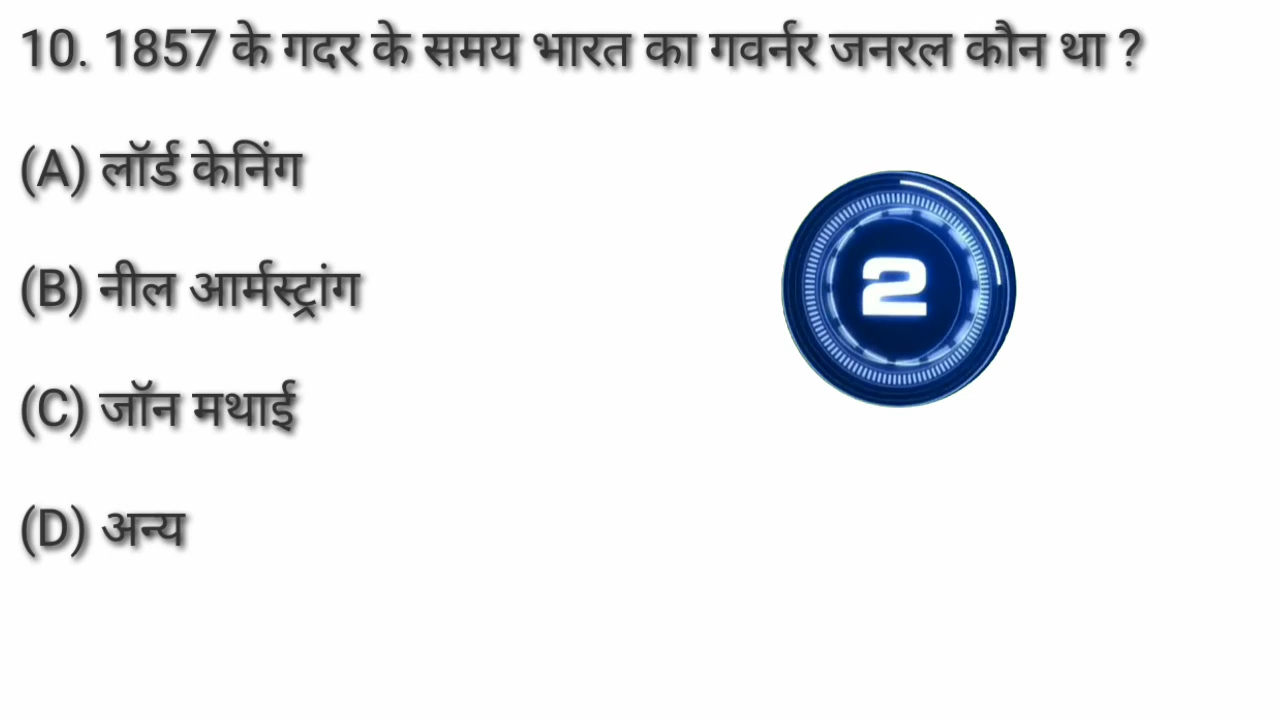 10. 1857 के गदर के समय भारत का गवर्नर जनरल कौन था ?
(A) लॉर्ड केनिंग
(B) नील आर्मस्ट्रांग
(C) जॉन मथाई
(D) अन्य
2